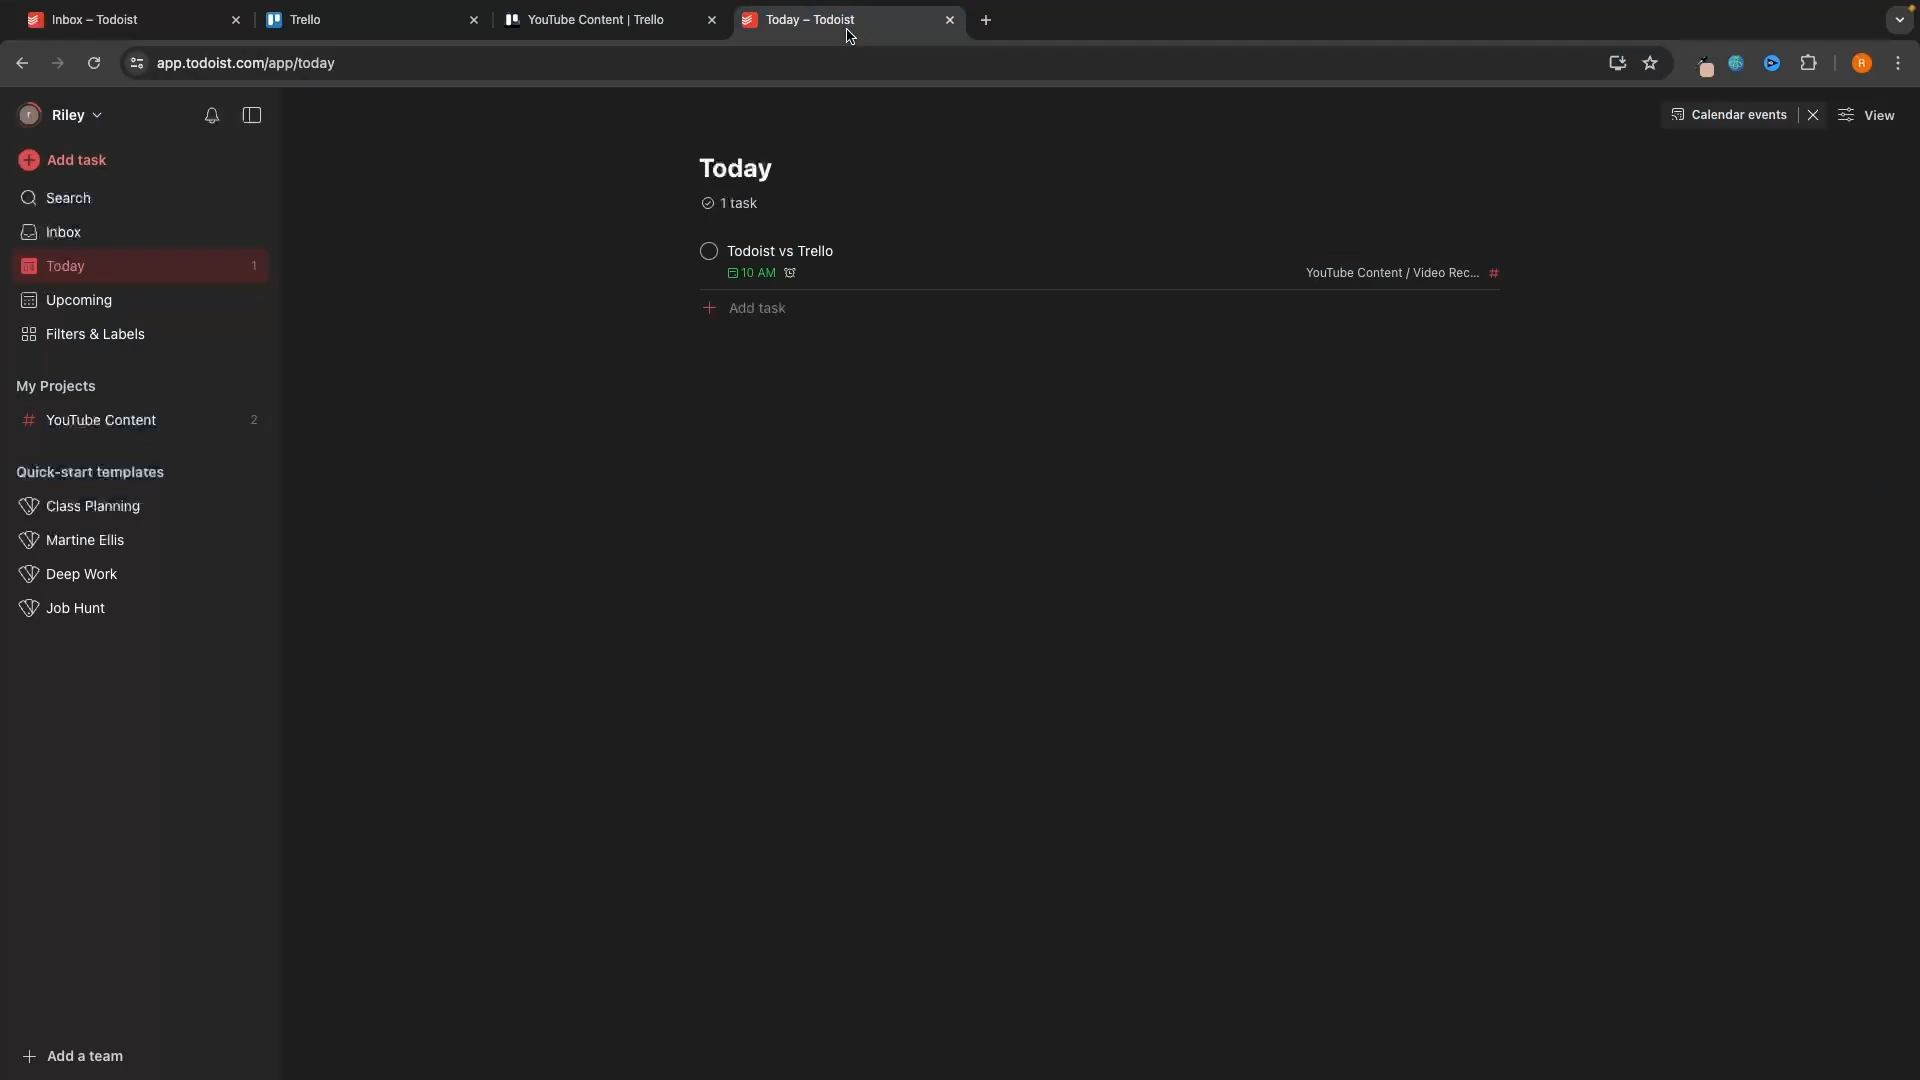 Inbox – Todoist
Trello
YouTube Content | Trello
Today – Todoist
app.todoist.com/app/today
R
Riley
Calendar events
View
Add task
Search
Inbox
Today 1
Upcoming
Filters & Labels
My Projects
# YouTube Content 2
Quick-start templates
Class Planning
Martine Ellis
Deep Work
Job Hunt
Add a team
Today
1 task
Todoist vs Trello
10 AM
YouTube Content / Video Rec... #
Add task